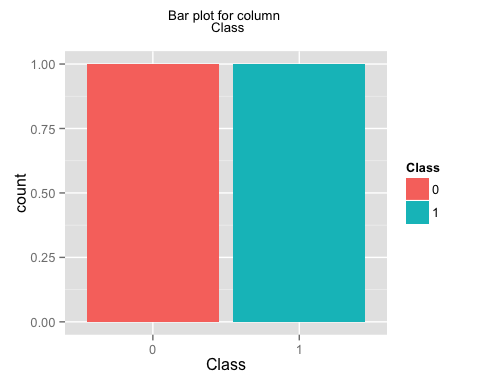 Bar plot for column
Class
1.00
0.75
0.50
0.25
0.00
count
0
1
Class
Class
0
1